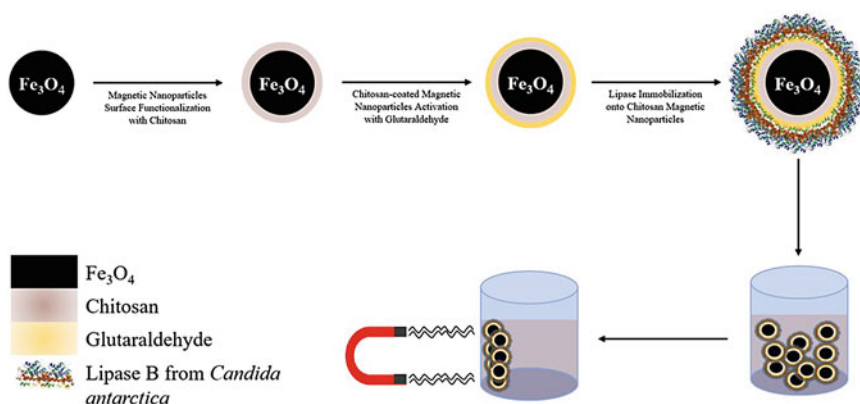 Fe₃O₄
Magnetic Nanoparticles
Surface Functionalization
with Chitosan
Fe₃O₄
Chitosan-coated Magnetic
Nanoparticles Activation
with Glutaraldehyde
Fe₃O₄
Lipase Immobilization
onto Chitosan Magnetic
Nanoparticles
Fe₃O₄
Fe₃O₄
Chitosan
Glutaraldehyde
Lipase B from Candida
antarctica